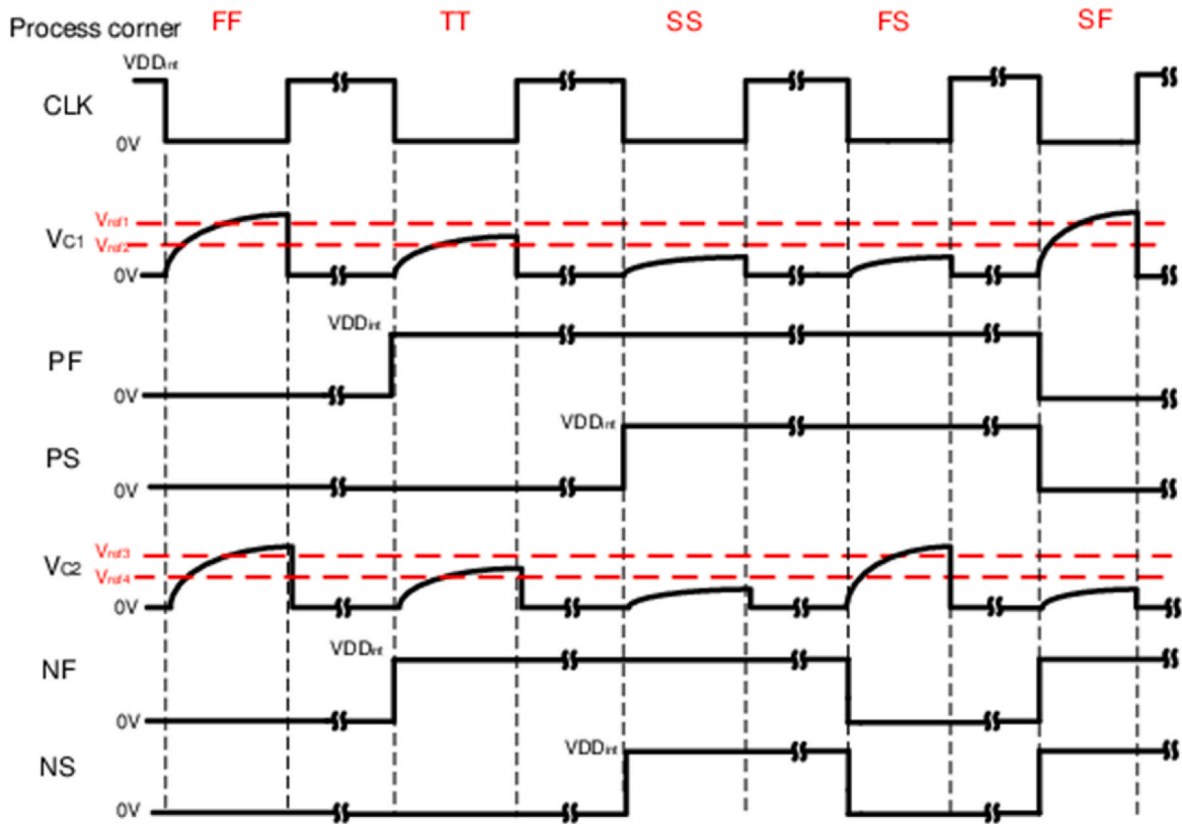 Process corner FF TT SS FS SF
VDDint
CLK
0V
Vref1
VC1
Vref2
0V
VDDint
PF
0V
VDDint
PS
0V
Vref3
VC2
Vref4
0V
VDDint
NF
0V
VDDint
NS
0V